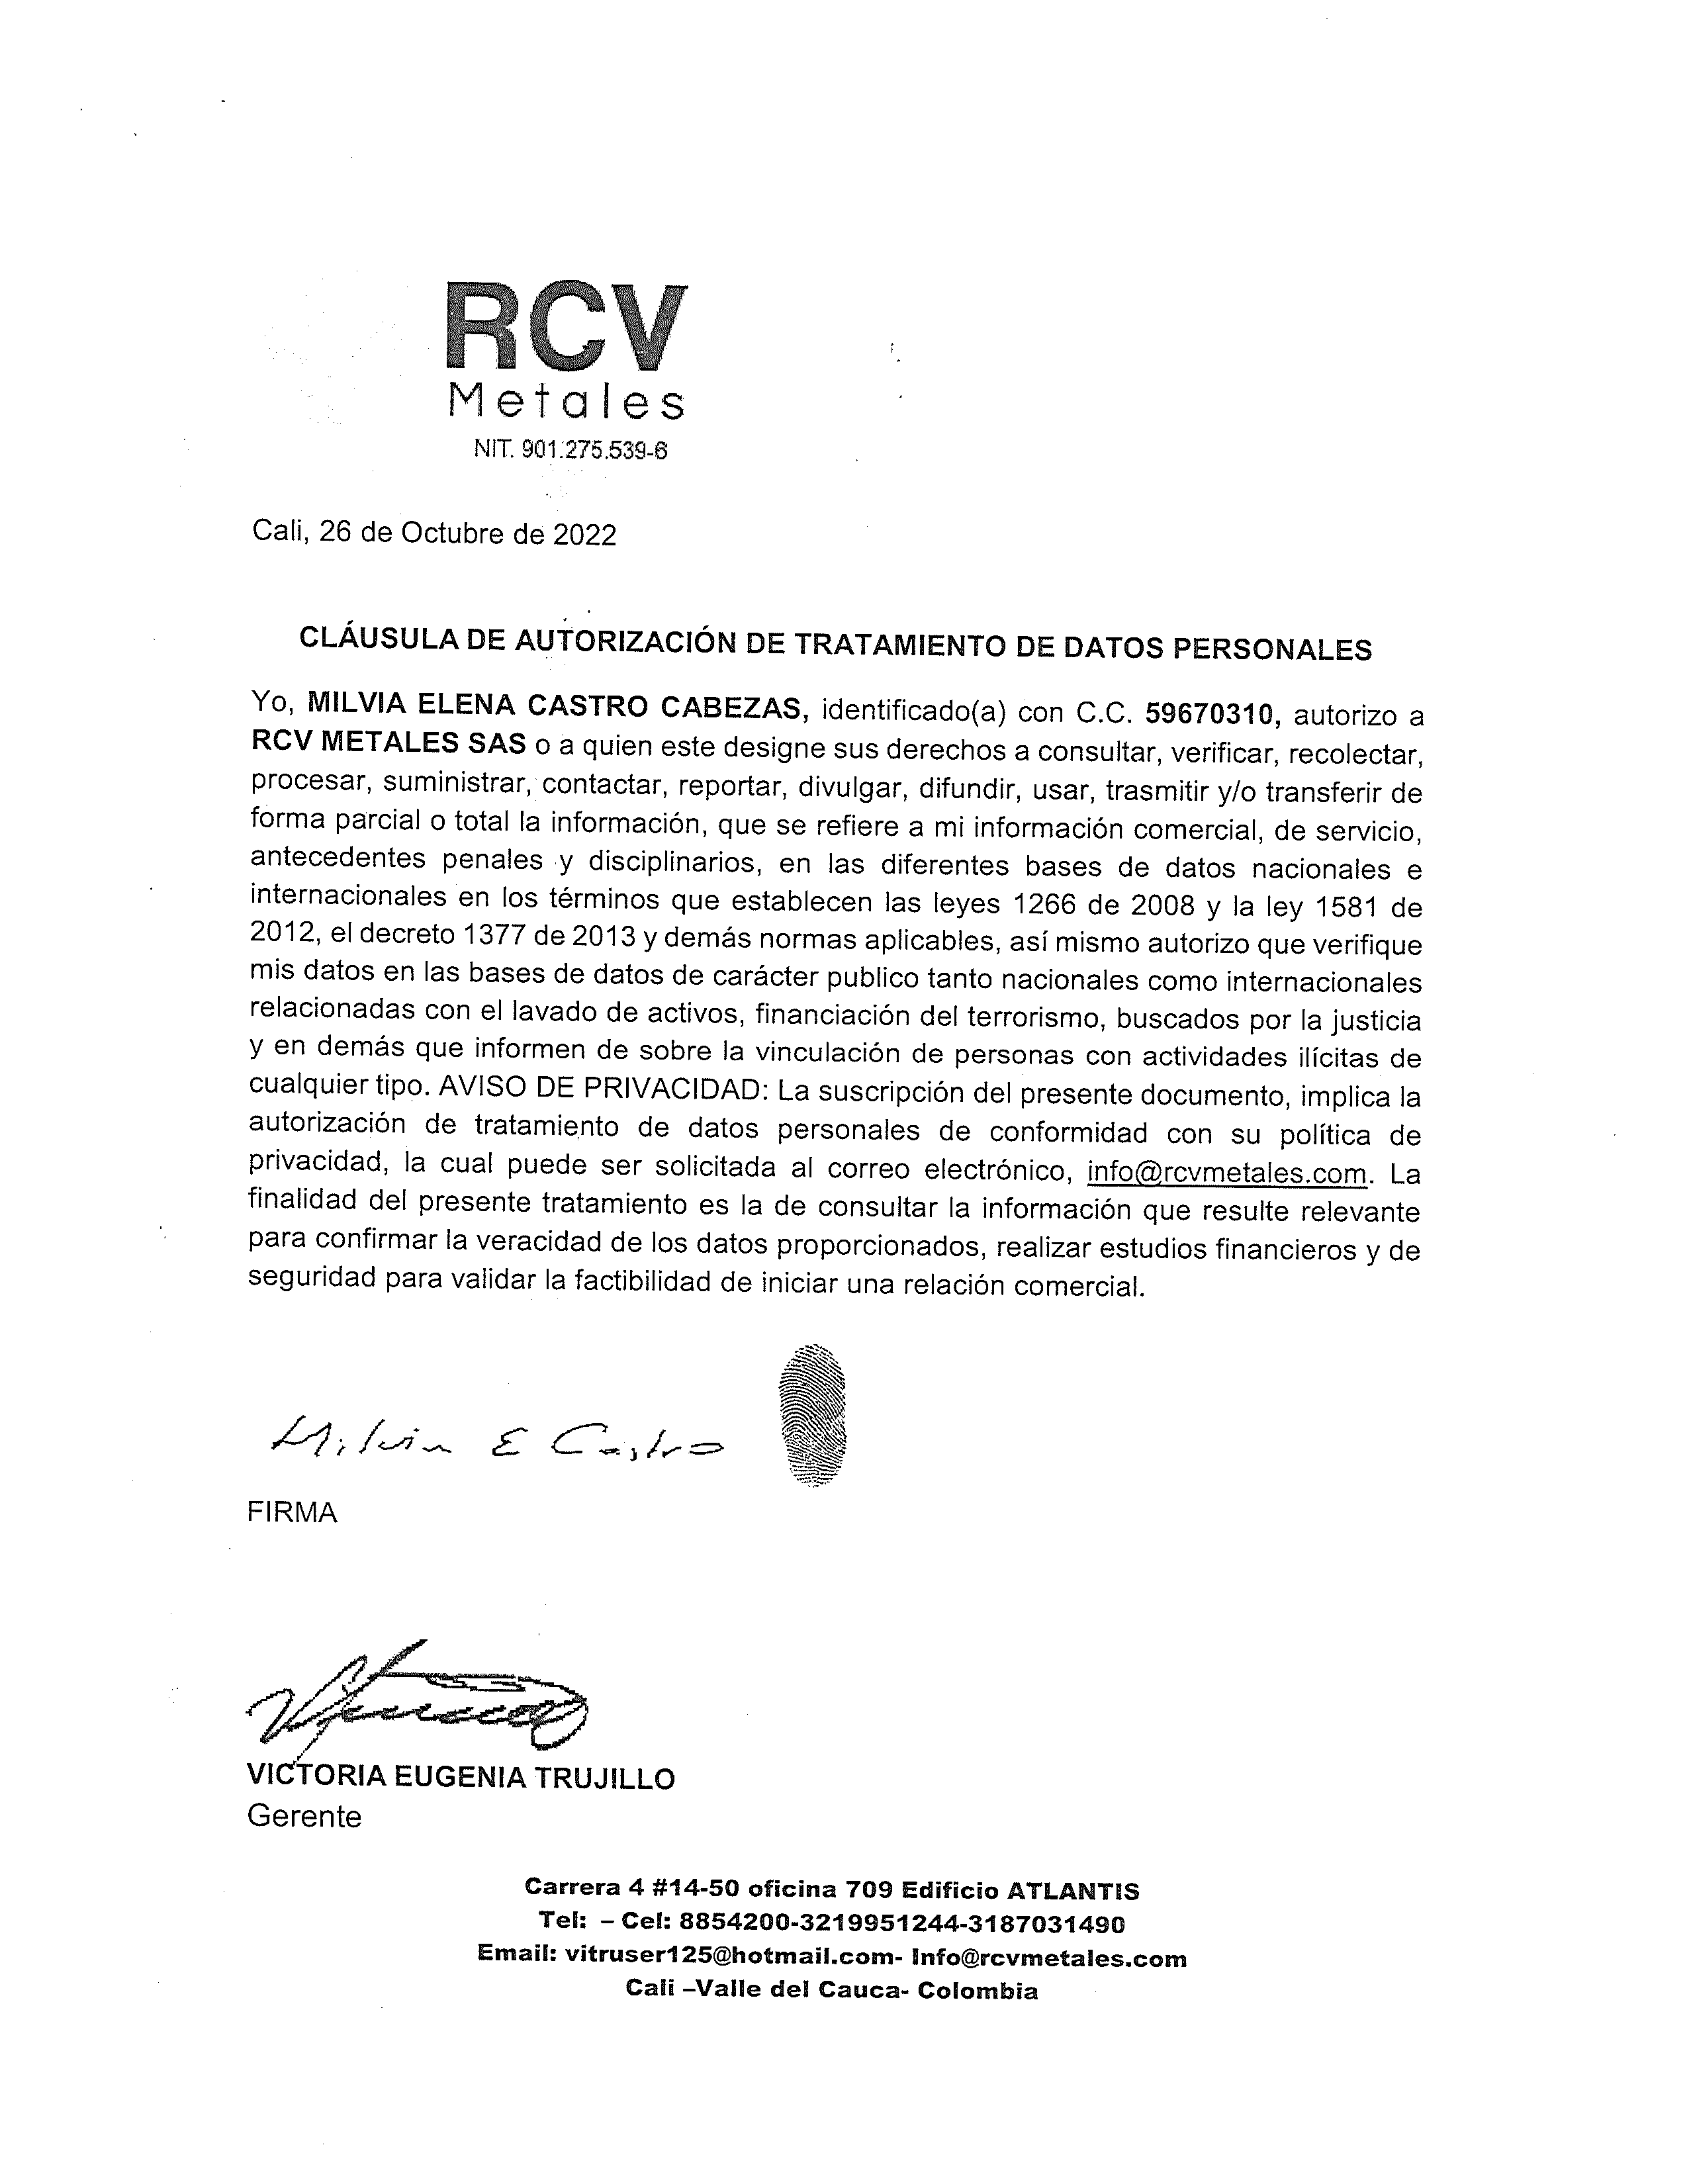 RCV
Metales
NIT. 901.275.539-6
Cali, 26 de Octubre de 2022
CLÁUSULA DE AUTORIZACIÓN DE TRATAMIENTO DE DATOS PERSONALES
Yo, MILVIA ELENA CASTRO CABEZAS, identificado(a) con C.C. 59670310, autorizo a
RCV METALES SAS o a quien este designe sus derechos a consultar, verificar, recolectar,
procesar, suministrar, contactar, reportar, divulgar, difundir, usar, trasmitir y/o transferir de
forma parcial o total la información, que se refiere a mi información comercial, de servicio,
antecedentes penales y disciplinarios, en las diferentes bases de datos nacionales e
internacionales en los términos que establecen las leyes 1266 de 2008 y la ley 1581 de
2012, el decreto 1377 de 2013 y demás normas aplicables, así mismo autorizo que verifique
mis datos en las bases de datos de carácter publico tanto nacionales como internacionales
relacionadas con el lavado de activos, financiación del terrorismo, buscados por la justicia
y en demás que informen de sobre la vinculación de personas con actividades ilícitas de
cualquier tipo. AVISO DE PRIVACIDAD: La suscripción del presente documento, implica la
autorización de tratamiento de datos personales de conformidad con su política de
privacidad, la cual puede ser solicitada al correo electrónico, info@rcvmetales.com. La
finalidad del presente tratamiento es la de consultar la información que resulte relevante
para confirmar la veracidad de los datos proporcionados, realizar estudios financieros y de
seguridad para validar la factibilidad de iniciar una relación comercial.
Milvia E Castro
FIRMA
VICTORIA EUGENIA TRUJILLO
Gerente
Carrera 4 #14-50 oficina 709 Edificio ATLANTIS
Tel: – Cel: 8854200-3219951244-3187031490
Email: vitruser125@hotmail.com- Info@rcvmetales.com
Cali –Valle del Cauca- Colombia